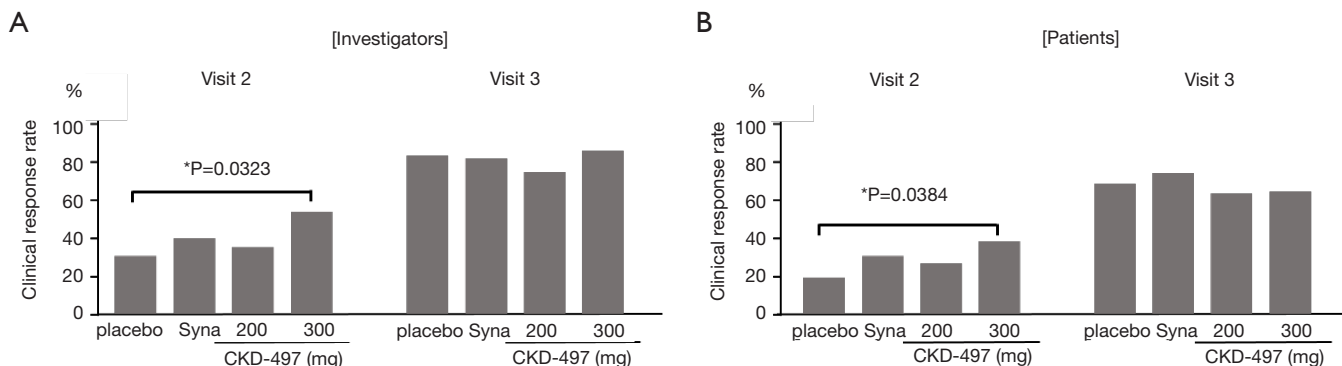 A
[Investigators]
Visit 2
Visit 3
%
Clinical response rate
100
80
60
40
20
0
*P=0.0323
placebo Syna 200 300
CKD-497 (mg)
placebo Syna 200 300
CKD-497 (mg)
B
[Patients]
Visit 2
Visit 3
%
Clinical response rate
100
80
60
40
20
0
*P=0.0384
placebo Syna 200 300
CKD-497 (mg)
placebo Syna 200 300
CKD-497 (mg)